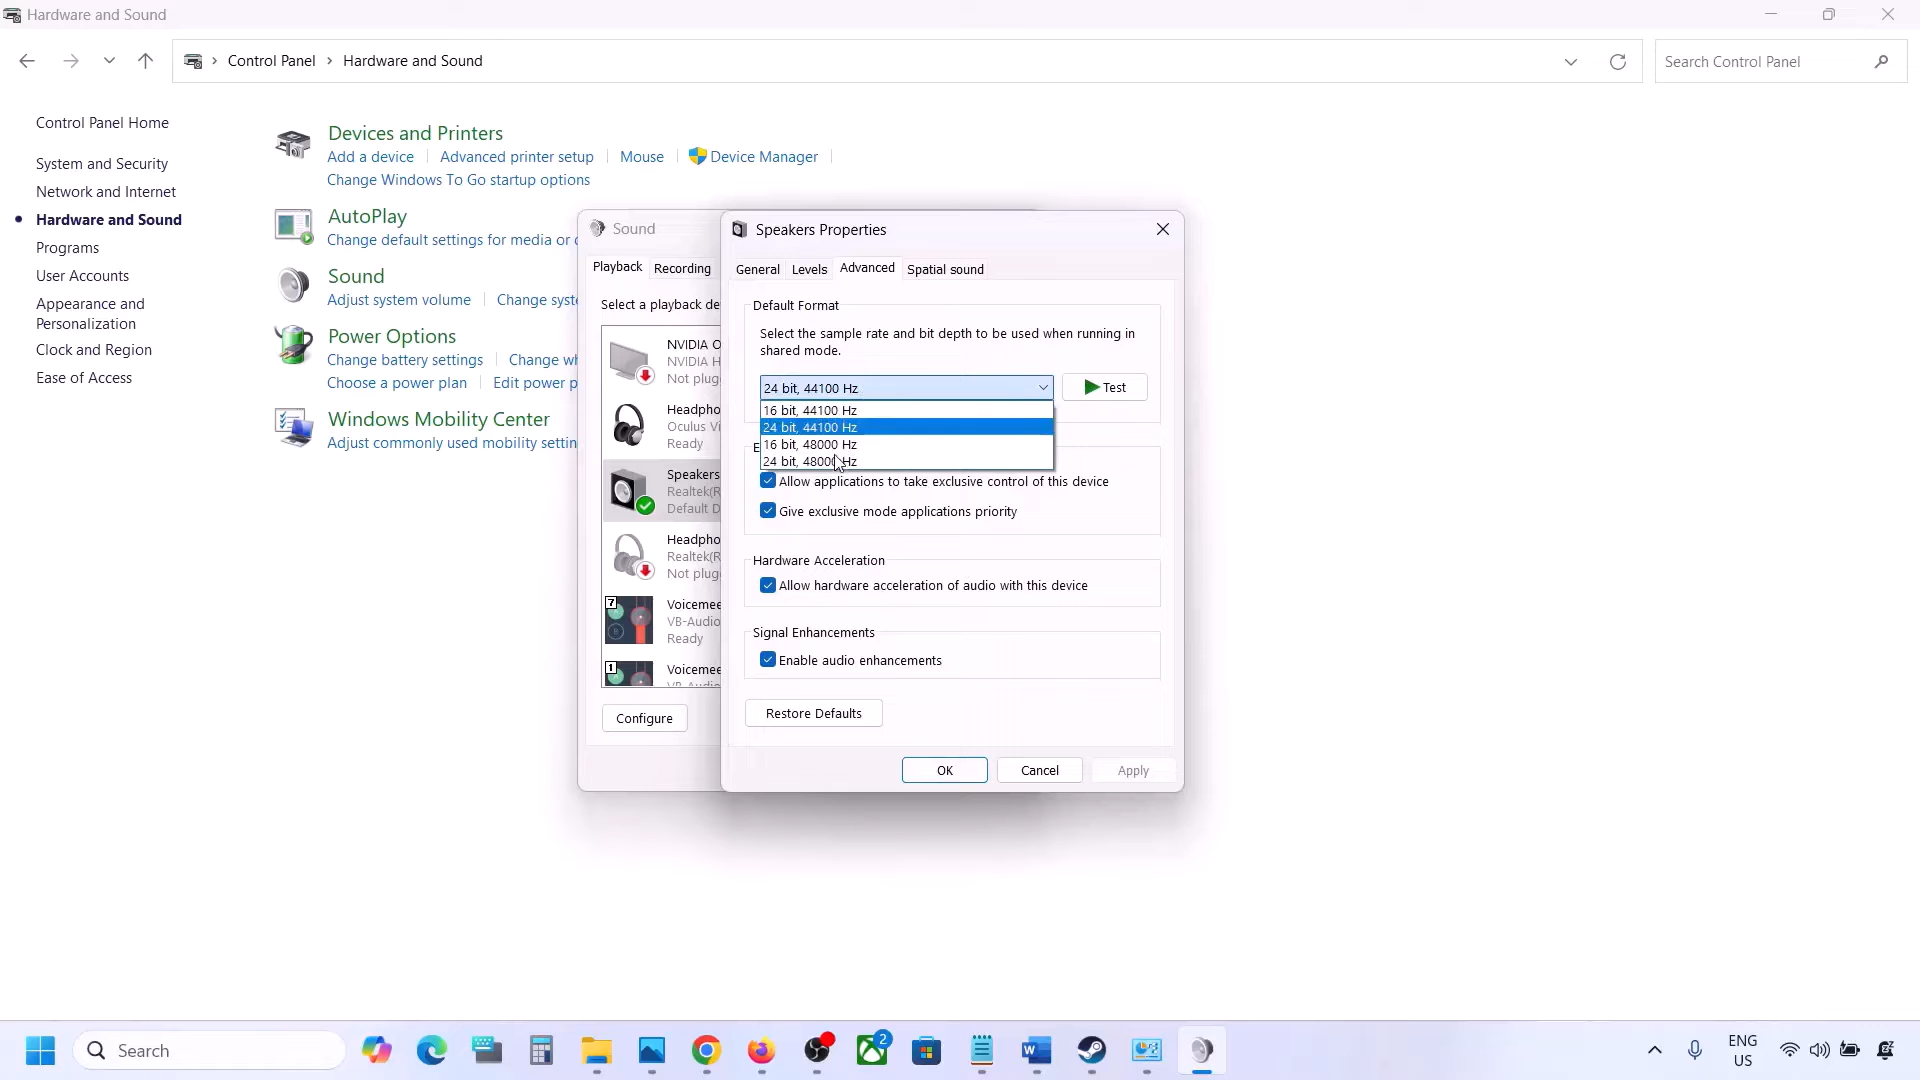 Hardware and Sound
Control Panel
Hardware and Sound
Search Control Panel
Control Panel Home
System and Security
Network and Internet
Hardware and Sound
Programs
User Accounts
Appearance and
Personalization
Clock and Region
Ease of Access
Devices and Printers
Add a device
Advanced printer setup
Mouse
Device Manager
Change Windows To Go startup options
AutoPlay
Change default settings for media or
Sound
Adjust system volume
Change syst
Power Options
Change battery settings
Change wh
Choose a power plan
Edit power p
Windows Mobility Center
Adjust commonly used mobility settin
Sound
Playback
Recording
Select a playback de
NVIDIA O
NVIDIA H
Not plug
Headpho
Oculus Vi
Ready
Speakers
Realtek(R
Default D
Headpho
Realtek(R
Not plug
7
Voicemee
VB-Audio
Ready
1
Voicemee
Configure
Speakers Properties
General
Levels
Advanced
Spatial sound
Default Format
Select the sample rate and bit depth to be used when running in
shared mode.
24 bit, 44100 Hz
Test
16 bit, 44100 Hz
24 bit, 44100 Hz
16 bit, 48000 Hz
24 bit, 48000 Hz
Allow applications to take exclusive control of this device
Give exclusive mode applications priority
Hardware Acceleration
Allow hardware acceleration of audio with this device
Signal Enhancements
Enable audio enhancements
Restore Defaults
OK
Cancel
Apply
Search
2
ENG
US